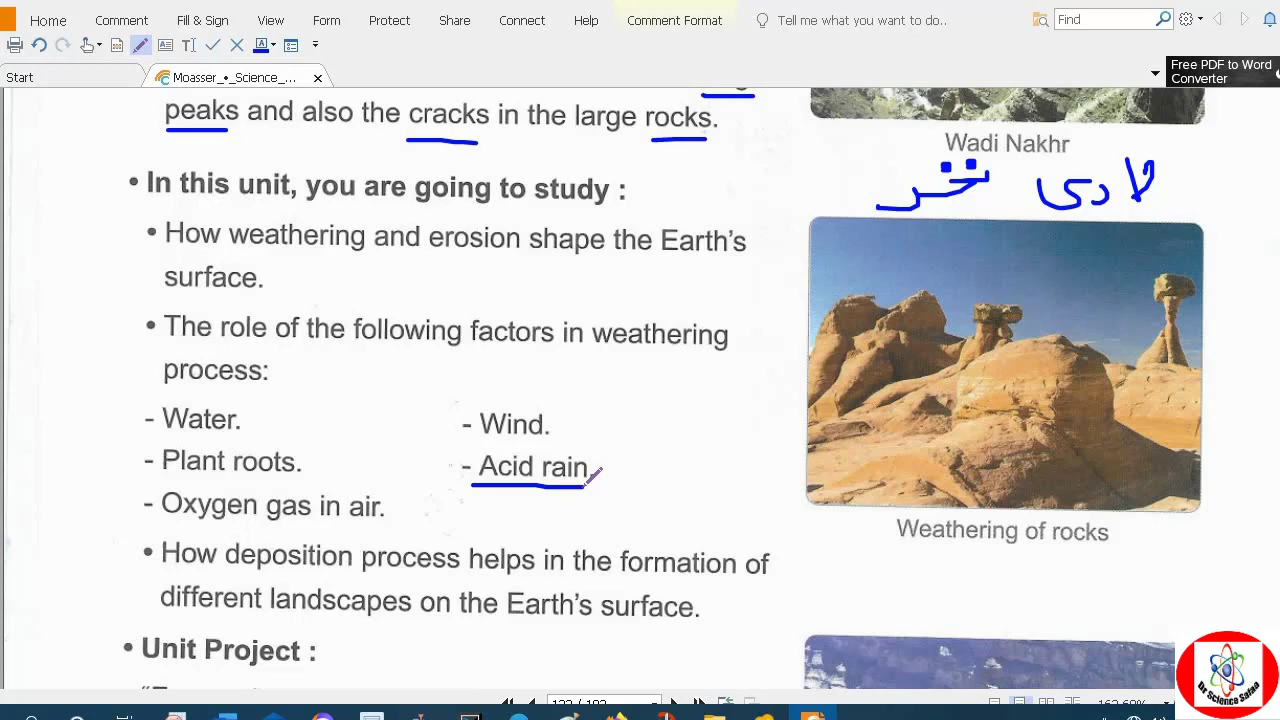 Home Comment Fill & Sign View Form Protect Share Connect Help Comment Format Tell me what you want to do.. Find
Start Moasser_•_Science_...
Free PDF to Word
Converter
peaks and also the cracks in the large rocks.
Wadi Nakhr
• In this unit, you are going to study :
• How weathering and erosion shape the Earth's
surface.
• The role of the following factors in weathering
process:
- Water. - Wind.
- Plant roots. - Acid rain.
- Oxygen gas in air.
Weathering of rocks
• How deposition process helps in the formation of
different landscapes on the Earth's surface.
• Unit Project :
Dr Science Safaa